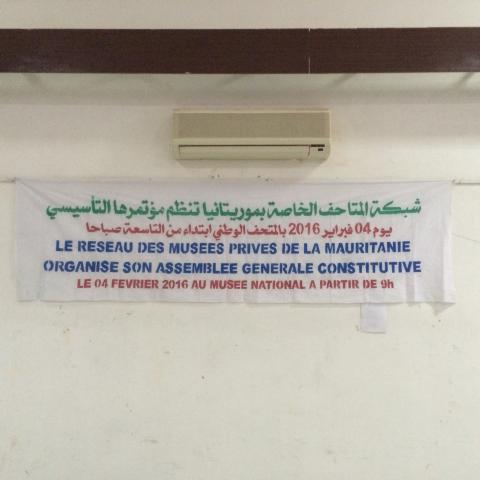 شبكة المتاحف الخاصة بموريتانيا تنظم مؤتمرها التأسيسي
يوم 04 فبراير 2016 بالمتحف الوطني ابتداء من التاسعة صباحا
LE RESEAU DES MUSEES PRIVES DE LA MAURITANIE
ORGANISE SON ASSEMBLEE GENERALE CONSTITUTIVE
LE 04 FEVRIER 2016 AU MUSEE NATIONAL A PARTIR DE 9h